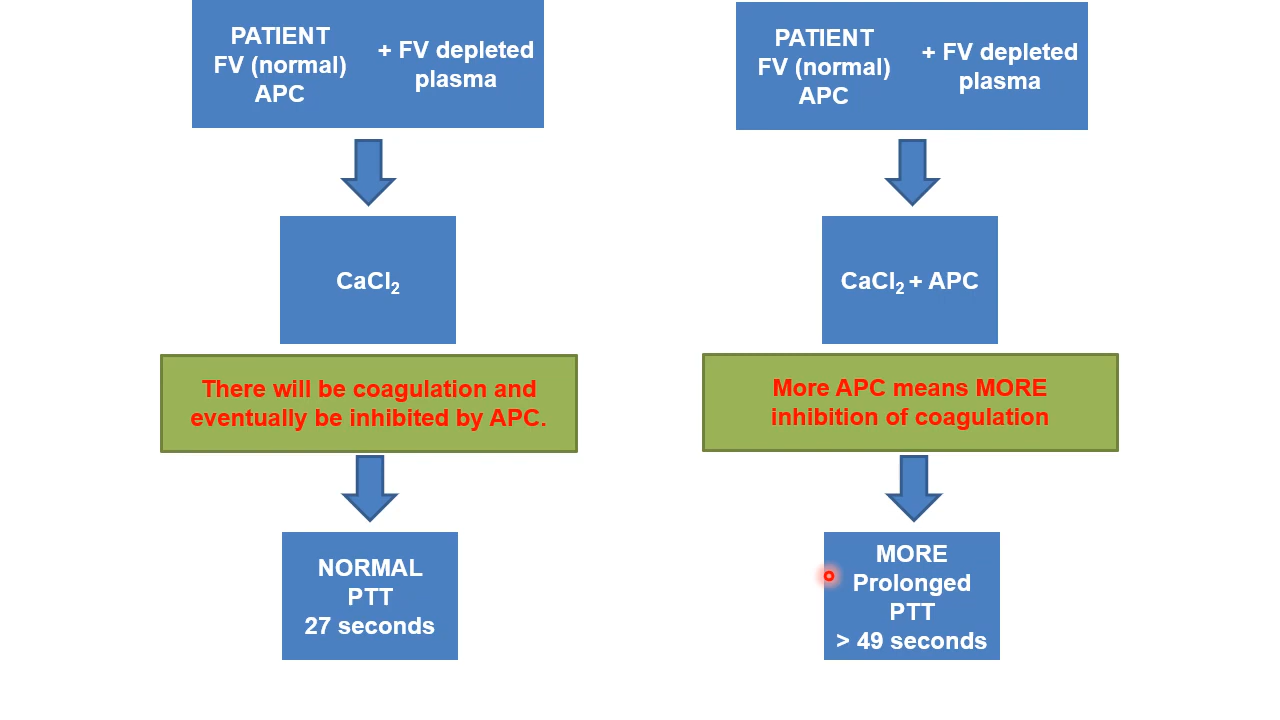 PATIENT
FV (normal)
APC
+ FV depleted
plasma
CaCl₂
There will be coagulation and
eventually be inhibited by APC.
NORMAL
PTT
27 seconds
PATIENT
FV (normal)
APC
+ FV depleted
plasma
CaCl₂ + APC
More APC means MORE
inhibition of coagulation
MORE
Prolonged
PTT
> 49 seconds